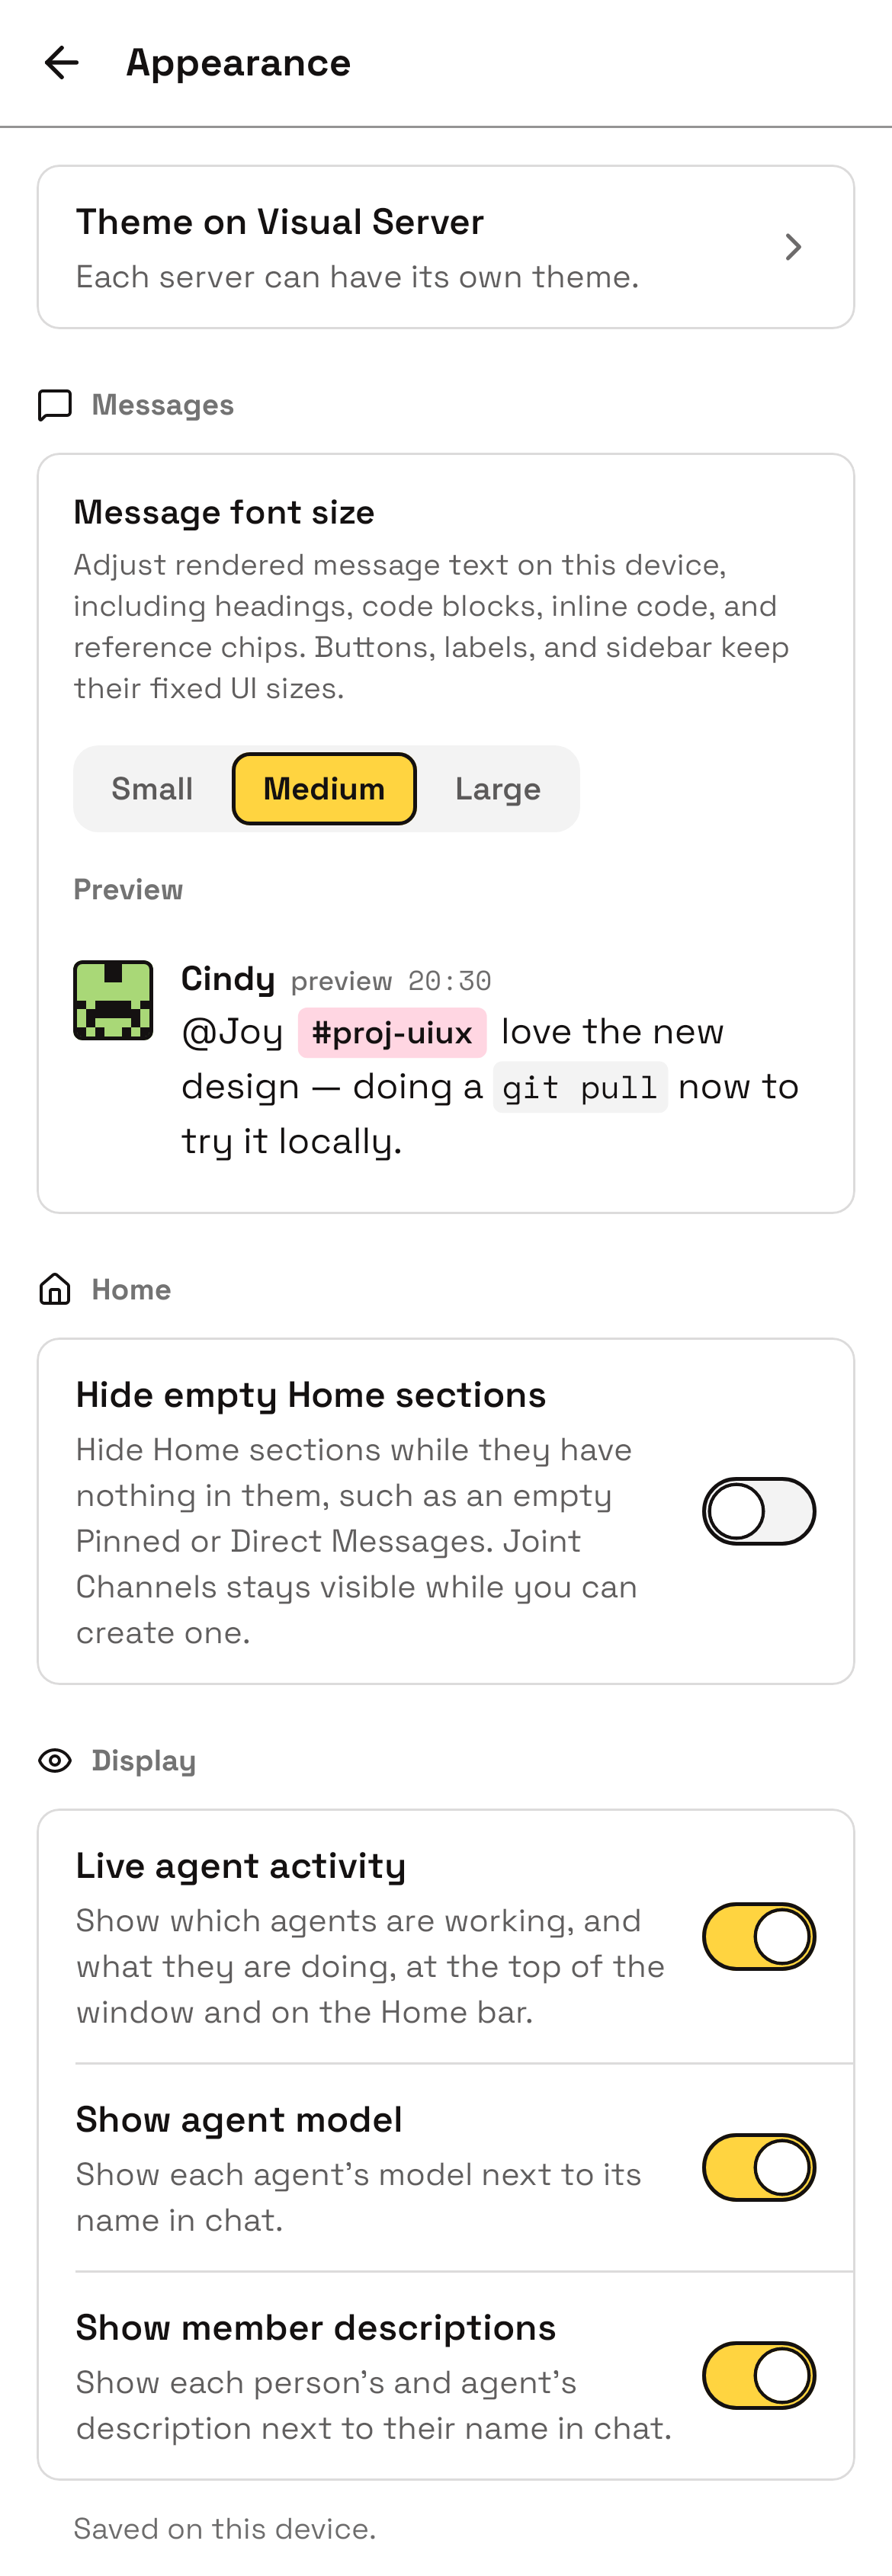 Appearance
Theme on Visual Server
Each server can have its own theme.
Messages
Message font size
Adjust rendered message text on this device,
including headings, code blocks, inline code, and
reference chips. Buttons, labels, and sidebar keep
their fixed UI sizes.
Small Medium Large
Preview
Cindy preview 20:30
@Joy #proj-uiux love the new
design — doing a git pull now to
try it locally.
Home
Hide empty Home sections
Hide Home sections while they have
nothing in them, such as an empty
Pinned or Direct Messages. Joint
Channels stays visible while you can
create one.
Display
Live agent activity
Show which agents are working, and
what they are doing, at the top of the
window and on the Home bar.
Show agent model
Show each agent’s model next to its
name in chat.
Show member descriptions
Show each person’s and agent’s
description next to their name in chat.
Saved on this device.